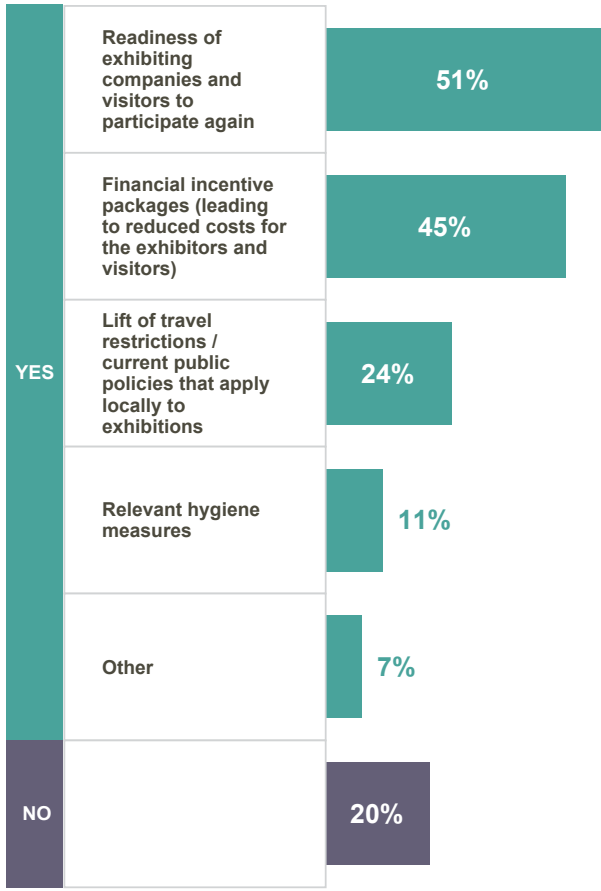 Readiness of
exhibiting
companies and
visitors to
participate again
51%
Financial incentive
packages (leading
to reduced costs for
the exhibitors and
visitors)
45%
YES
Lift of travel
restrictions /
current public
policies that apply
locally to
exhibitions
24%
Relevant hygiene
measures
11%
Other
7%
NO
20%